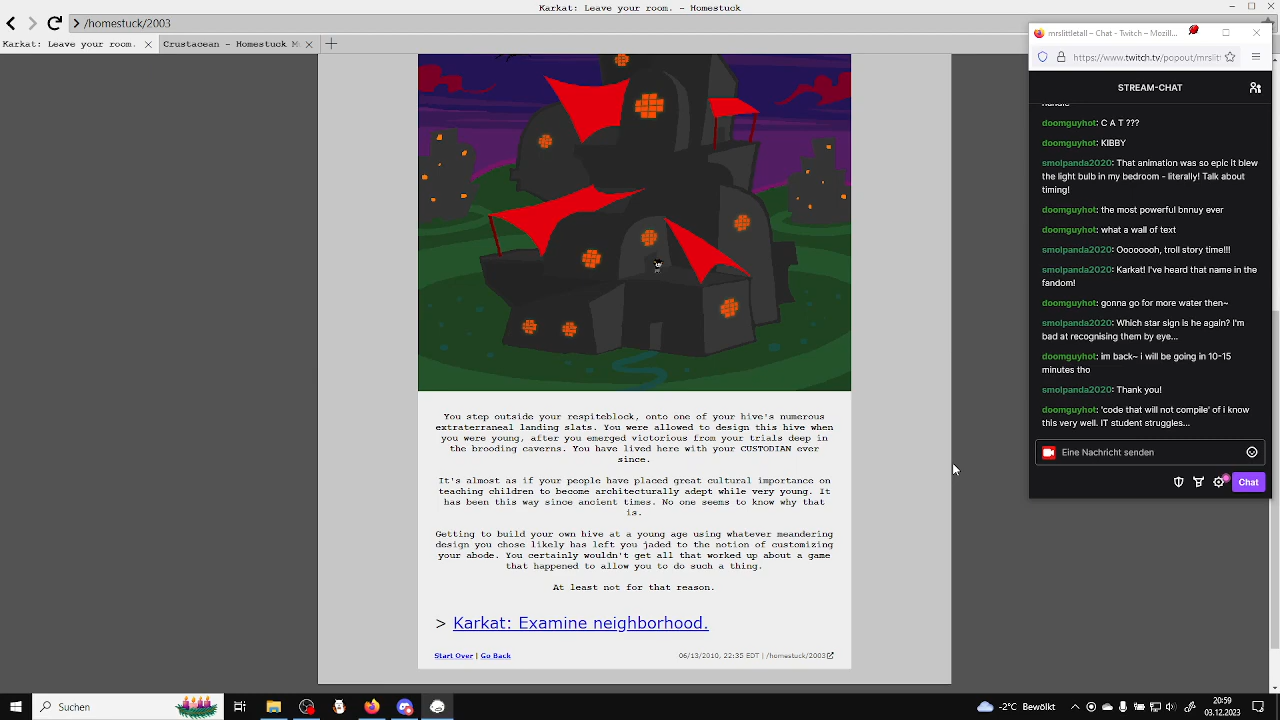 Karkat: Leave your room. - Homestuck
/homestuck/2003
Karkat: Leave your room.
Crustacean - Homestuck M
mrslittletall – Chat - Twitch – Mozill...
https://www.twitch.tv/popout/mrslit
STREAM-CHAT
doomguyhot: C A T ???
doomguyhot: KIBBY
smolpanda2020: That animation was so epic it blew
the light bulb in my bedroom - literally! Talk about
timing!
doomguyhot: the most powerful bnnuy ever
doomguyhot: what a wall of text
smolpanda2020: Oooooooh, troll story time!!!
smolpanda2020: Karkat! I've heard that name in the
fandom!
doomguyhot: gonna go for more water then~
smolpanda2020: Which star sign is he again? I'm
bad at recognising them by eye...
doomguyhot: im back~ i will be going in 10-15
minutes tho
smolpanda2020: Thank you!
doomguyhot: 'code that will not compile' of i know
this very well. IT student struggles...
Eine Nachricht senden
Chat
You step outside your respiteblock, onto one of your hive's numerous
extraterraneal landing slats. You were allowed to design this hive when
you were young, after you emerged victorious from your trials deep in
the brooding caverns. You have lived here with your CUSTODIAN ever
since.
It's almost as if your people have placed great cultural importance on
teaching children to become architecturally adept while very young. It
has been this way since ancient times. No one seems to know why that
is.
Getting to build your own hive at a young age using whatever meandering
design you chose likely has left you jaded to the notion of customizing
your abode. You certainly wouldn't get all that worked up about a game
that happened to allow you to do such a thing.
At least not for that reason.
> Karkat: Examine neighborhood.
Start Over | Go Back
06/13/2010, 22:35 EDT | /homestuck/2003
Suchen
-2°C Bewölkt
20:59
03.12.2023